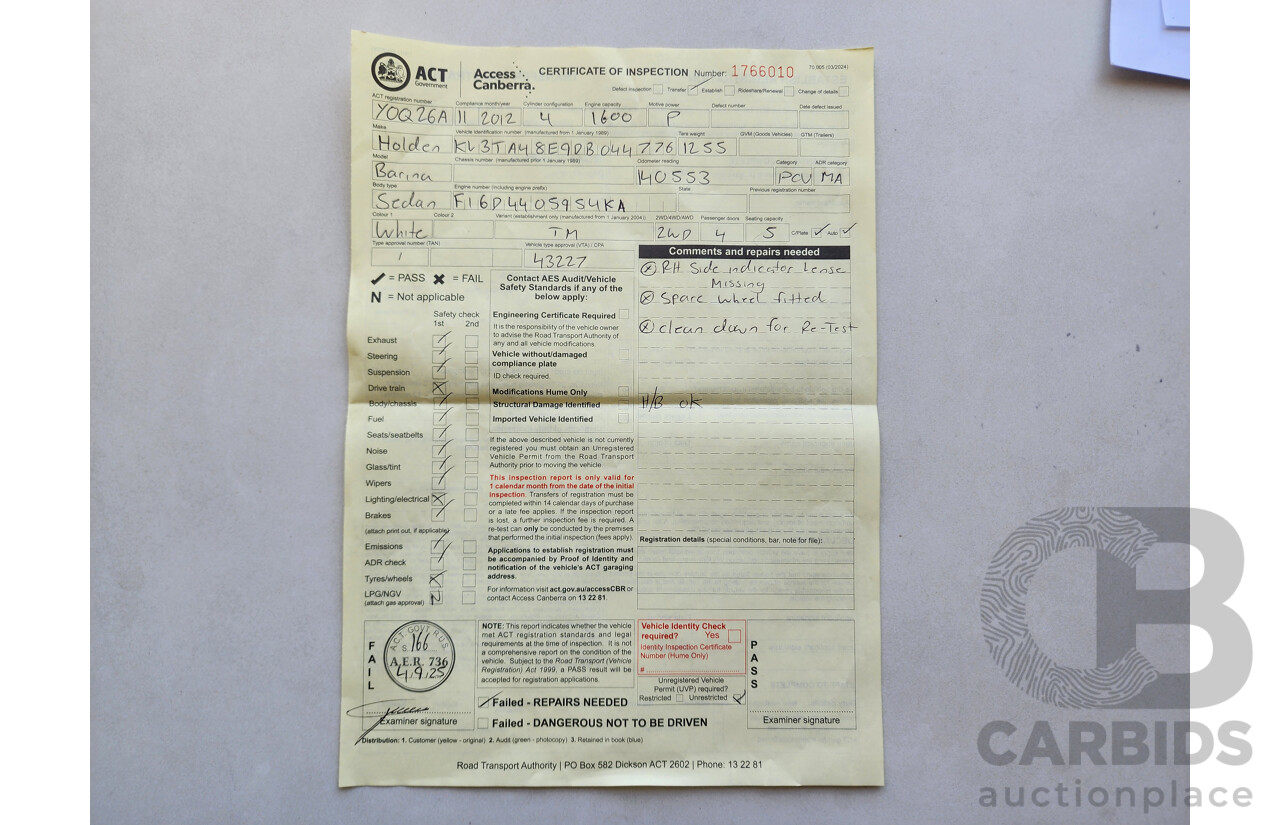 ACT Government
Access Canberra.
CERTIFICATE OF INSPECTION Number: 1766010
70.005 (03/2024)
Defect inspection Transfer Establish Rideshare/Renewal Change of details
ACT registration number Compliance month/year Cylinder configuration Engine capacity Motive power Defect number Date defect issued
YOQ26A 11 2012 4 1600 P
Make Vehicle identification number (manufactured from 1 January 1989) Tare weight GVM (Goods Vehicles) GTM (Trailers)
Holden KL3TA48E9DB044776 1255
Model Chassis number (manufactured prior 1 January 1989) Odometer reading Category ADR category
Barina 140553 PCV MA
Body type Engine number (including engine prefix) State Previous registration number
Sedan F16D44059S4KA
Colour 1 Colour 2 Variant (establishment only (manufactured from 1 January 2004)) 2WD/4WD/AWD Passenger doors Seating capacity
White TM 2WD 4 5 C/Plate Auto
Type approval number (TAN) Vehicle type approval (VTA) / CPA
/ 43227
= PASS = FAIL
N = Not applicable
Safety check
1st 2nd
Exhaust
Steering
Suspension
Drive train
Body/chassis
Fuel
Seats/seatbelts
Noise
Glass/tint
Wipers
Lighting/electrical
Brakes
(attach print out, if applicable)
Emissions
ADR check
Tyres/wheels
LPG/NGV N
(attach gas approval)
Contact AES Audit/Vehicle
Safety Standards if any of the
below apply:
Engineering Certificate Required
It is the responsibility of the vehicle owner
to advise the Road Transport Authority of
any and all vehicle modifications.
Vehicle without/damaged
compliance plate
ID check required.
Modifications Hume Only
Structural Damage Identified
Imported Vehicle Identified
If the above described vehicle is not currently
registered you must obtain an Unregistered
Vehicle Permit from the Road Transport
Authority prior to moving the vehicle
This inspection report is only valid for
1 calendar month from the date of the initial
inspection. Transfers of registration must be
completed within 14 calendar days of purchase
or a late fee applies. If the inspection report
is lost, a further inspection fee is required. A
re-test can only be conducted by the premises
that performed the initial inspection (fees apply).
Applications to establish registration must
be accompanied by Proof of Identity and
notification of the vehicle's ACT garaging
address.
For information visit act.gov.au/accessCBR or
contact Access Canberra on 13 22 81.
Comments and repairs needed
RH Side indicator Lense
Missing
Spare wheel fitted
clean down for Re-Test
H/B ok
Registration details (special conditions, bar, note for file):
FAIL
ACT GOVT RUS
S. 166
A.E.R. 736
4.9.25
Examiner signature
NOTE: This report indicates whether the vehicle
met ACT registration standards and legal
requirements at the time of inspection. It is not
a comprehensive report on the condition of the
vehicle. Subject to the Road Transport (Vehicle
Registration) Act 1999, a PASS result will be
accepted for registration applications.
Failed - REPAIRS NEEDED
Failed - DANGEROUS NOT TO BE DRIVEN
Vehicle Identity Check
required? Yes
Identity Inspection Certificate
Number (Hume Only)
#
Unregistered Vehicle
Permit (UVP) required?
Restricted Unrestricted
PASS
Examiner signature
Distribution: 1. Customer (yellow - original) 2. Audit (green - photocopy) 3. Retained in book (blue)
Road Transport Authority | PO Box 582 Dickson ACT 2602 | Phone: 13 22 81
CB
CARBIDS
auctionplace